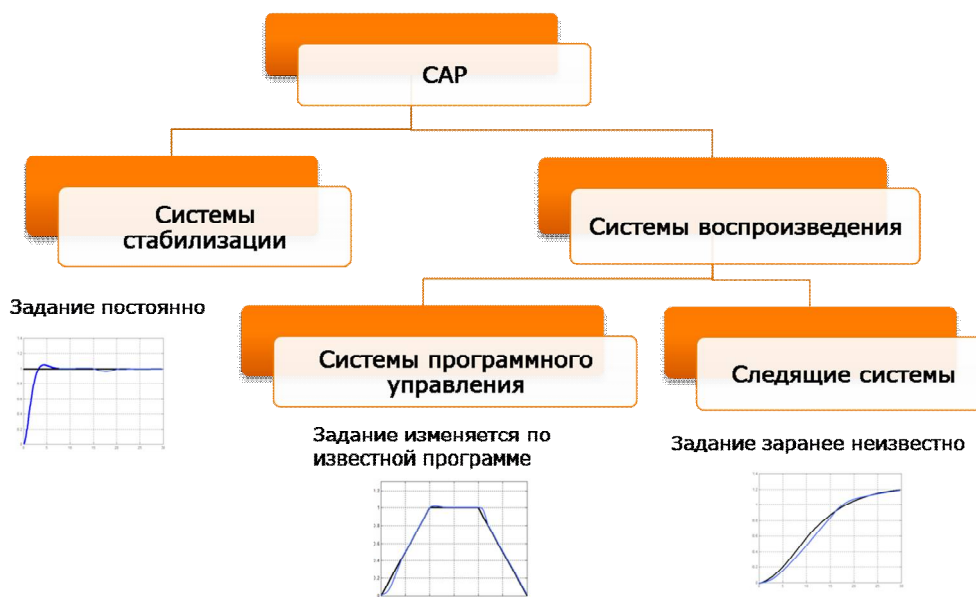 САР
Системы
стабилизации
Системы воспроизведения
Задание постоянно
Системы программного
управления
Следящие системы
Задание изменяется по
известной программе
Задание заранее неизвестно